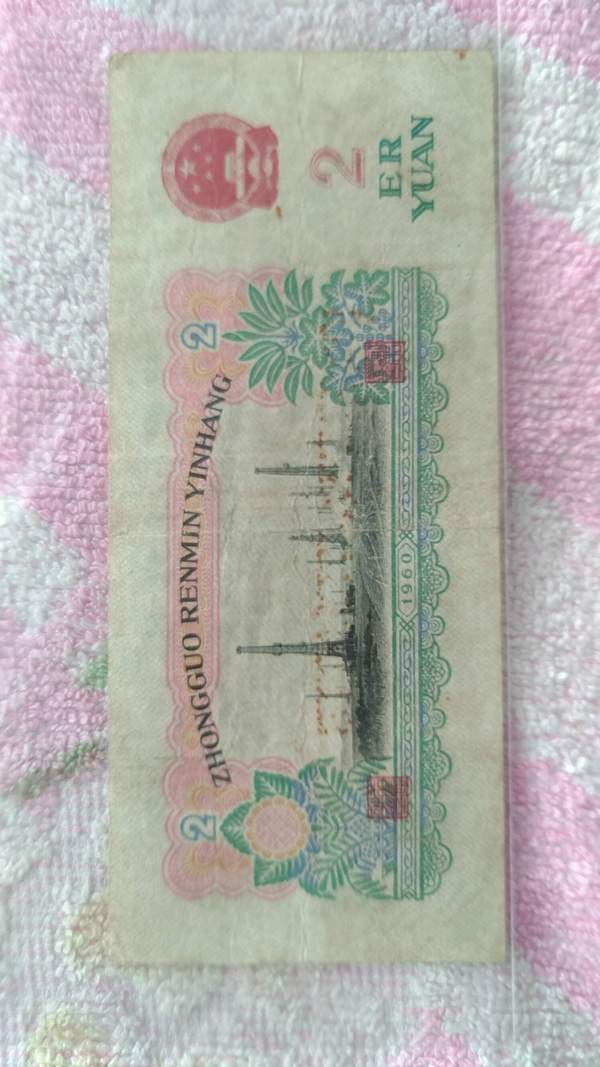 ZHONGGUO RENMIN YINHANG
2
2
2
ER
YUAN
1960